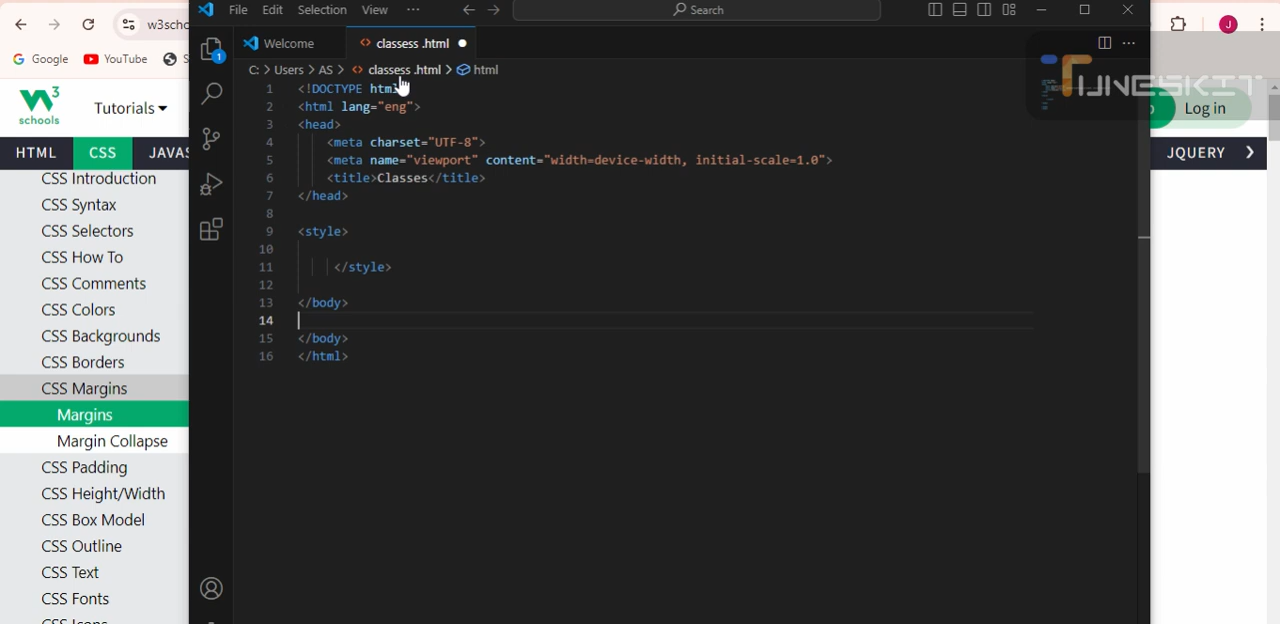 File Edit Selection View ··· Search
w3scho
Google YouTube S
Welcome classess .html
C: > Users > AS > classess .html > html
3
schools
Tutorials
Log in
HTML CSS JAVAS
JQUERY
CSS Introduction
CSS Syntax
CSS Selectors
CSS How To
CSS Comments
CSS Colors
CSS Backgrounds
CSS Borders
CSS Margins
Margins
Margin Collapse
CSS Padding
CSS Height/Width
CSS Box Model
CSS Outline
CSS Text
CSS Fonts
1 <!DOCTYPE html
2 <html lang="eng">
3 <head>
4 <meta charset="UTF-8">
5 <meta name="viewport" content="width=device-width, initial-scale=1.0">
6 <title>Classes</title>
7 </head>
8
9 <style>
10
11 </style>
12
13 </body>
14
15 </body>
16 </html>
1
J
TUNESKIT